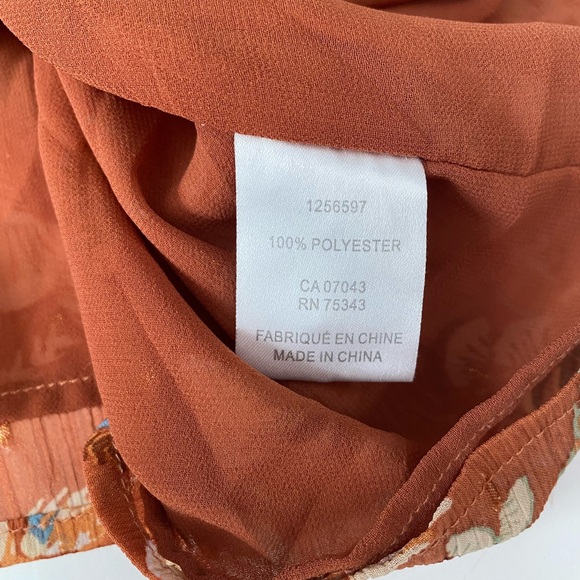 1256597
100% POLYESTER
CA 07043
RN 75343
FABRIQUÉ EN CHINE
MADE IN CHINA